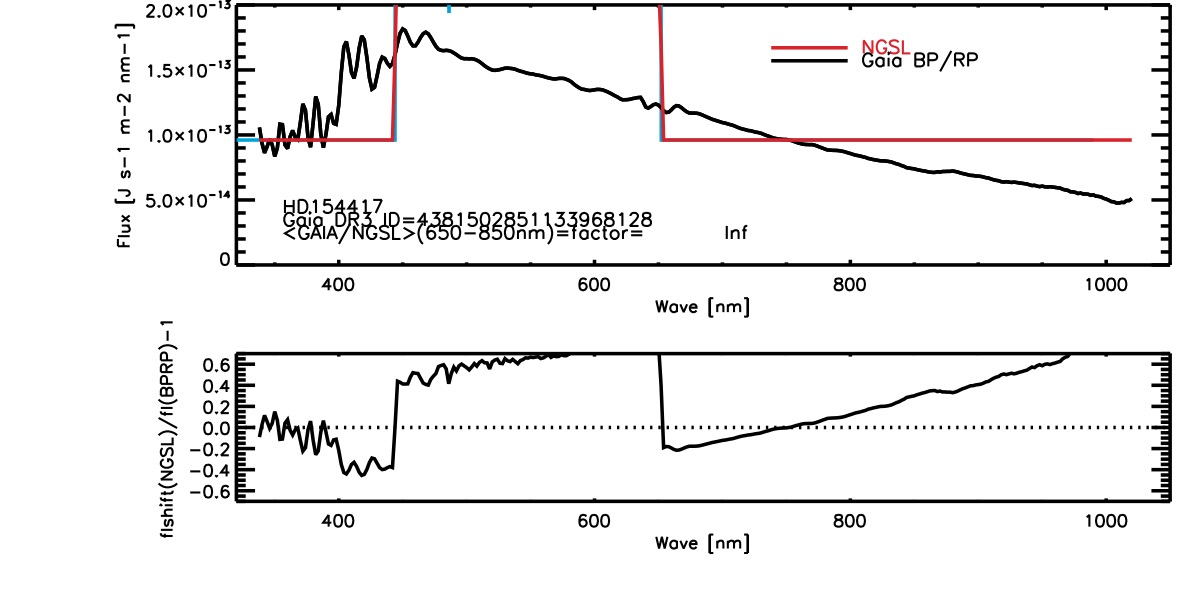 2.0×10−13
1.5×10−13
1.0×10−13
5.0×10−14
0
Flux [J s−1 m−2 nm−1]
NGSL
Gaia BP/RP
HD154417
Gaia DR3 ID=4381502851133968128
<GAIA/NGSL>(650−850nm)=factor= Inf
400 600 800 1000
Wave [nm]
flshift(NGSL)/fl(BPRP)−1
0.6
0.4
0.2
0.0
−0.2
−0.4
−0.6
400 600 800 1000
Wave [nm]